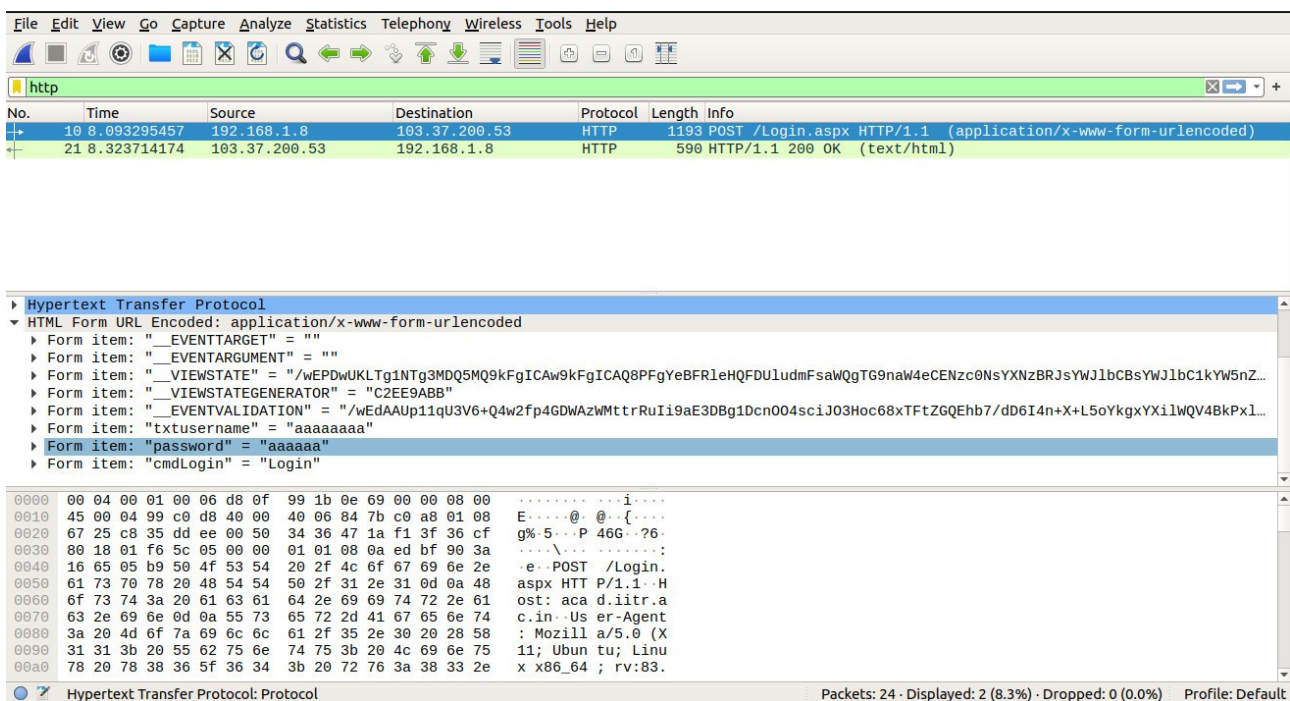 File Edit View Go Capture Analyze Statistics Telephony Wireless Tools Help
http
No. Time Source Destination Protocol Length Info
10 8.093295457 192.168.1.8 103.37.200.53 HTTP 1193 POST /Login.aspx HTTP/1.1 (application/x-www-form-urlencoded)
21 8.323714174 103.37.200.53 192.168.1.8 HTTP 590 HTTP/1.1 200 OK (text/html)
Hypertext Transfer Protocol
HTML Form URL Encoded: application/x-www-form-urlencoded
Form item: "__EVENTTARGET" = ""
Form item: "__EVENTARGUMENT" = ""
Form item: "__VIEWSTATE" = "/wEPDwUKLTg1NTg3MDQ5MQ9kFgICAw9kFgICAQ8PFgYeBFRleHQFDUludmFsaWQgTG9naW4eCENzc0NsYXNzBRJsYWJlbCBsYWJlbC1kYW5nZ…
Form item: "__VIEWSTATEGENERATOR" = "C2EE9ABB"
Form item: "__EVENTVALIDATION" = "/wEdAAUp11qU3V6+Q4w2fp4GDWAzWMttrRuIi9aE3DBg1DcnOO4sciJO3Hoc68xTFtZGQEhb7/dD6I4n+X+L5oYkgxYXilWQV4BkPxl…
Form item: "txtusername" = "aaaaaaaa"
Form item: "password" = "aaaaaa"
Form item: "cmdLogin" = "Login"
0000 00 04 00 01 00 06 d8 0f 99 1b 0e 69 00 00 08 00 ········ ···i····
0010 45 00 04 99 c0 d8 40 00 40 06 84 7b c0 a8 01 08 E·····@· @··{····
0020 67 25 c8 35 dd ee 00 50 34 36 47 1a f1 3f 36 cf g%·5···P 46G··?6·
0030 80 18 01 f6 5c 05 00 00 01 01 08 0a ed bf 90 3a ····\··· ·······:
0040 16 65 05 b9 50 4f 53 54 20 2f 4c 6f 67 69 6e 2e ·e··POST /Login.
0050 61 73 70 78 20 48 54 54 50 2f 31 2e 31 0d 0a 48 aspx HTT P/1.1··H
0060 6f 73 74 3a 20 61 63 61 64 2e 69 69 74 72 2e 61 ost: aca d.iitr.a
0070 63 2e 69 6e 0d 0a 55 73 65 72 2d 41 67 65 6e 74 c.in··Us er-Agent
0080 3a 20 4d 6f 7a 69 6c 6c 61 2f 35 2e 30 20 28 58 : Mozill a/5.0 (X
0090 31 31 3b 20 55 62 75 6e 74 75 3b 20 4c 69 6e 75 11; Ubun tu; Linu
00a0 78 20 78 38 36 5f 36 34 3b 20 72 76 3a 38 33 2e x x86_64 ; rv:83.
Hypertext Transfer Protocol: Protocol Packets: 24 · Displayed: 2 (8.3%) · Dropped: 0 (0.0%) Profile: Default